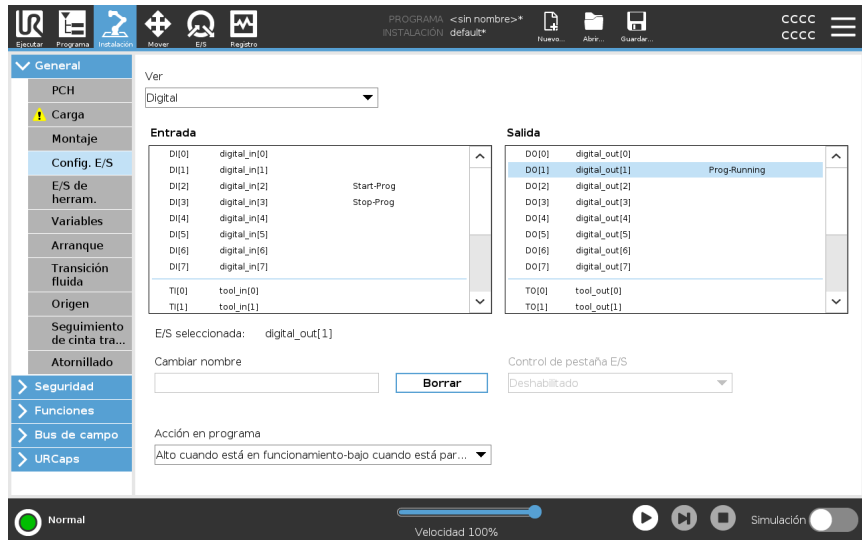 UR
Ejecutar
Programa
Instalación
Mover
E/S
Registro
PROGRAMA <sin nombre>*
INSTALACIÓN default*
Nuevo...
Abrir...
Guardar...
CCCC
CCCC
General
PCH
Carga
Montaje
Config. E/S
E/S de
herram.
Variables
Arranque
Transición
fluida
Origen
Seguimiento
de cinta tra...
Atornillado
Seguridad
Funciones
Bus de campo
URCaps
Ver
Digital
Entrada
DI[0] digital_in[0]
DI[1] digital_in[1]
DI[2] digital_in[2] Start-Prog
DI[3] digital_in[3] Stop-Prog
DI[4] digital_in[4]
DI[5] digital_in[5]
DI[6] digital_in[6]
DI[7] digital_in[7]
TI[0] tool_in[0]
TI[1] tool_in[1]
Salida
DO[0] digital_out[0]
DO[1] digital_out[1] Prog-Running
DO[2] digital_out[2]
DO[3] digital_out[3]
DO[4] digital_out[4]
DO[5] digital_out[5]
DO[6] digital_out[6]
DO[7] digital_out[7]
TO[0] tool_out[0]
TO[1] tool_out[1]
E/S seleccionada: digital_out[1]
Cambiar nombre
Borrar
Control de pestaña E/S
Deshabilitado
Acción en programa
Alto cuando está en funcionamiento-bajo cuando está par...
Normal
Velocidad 100%
Simulación